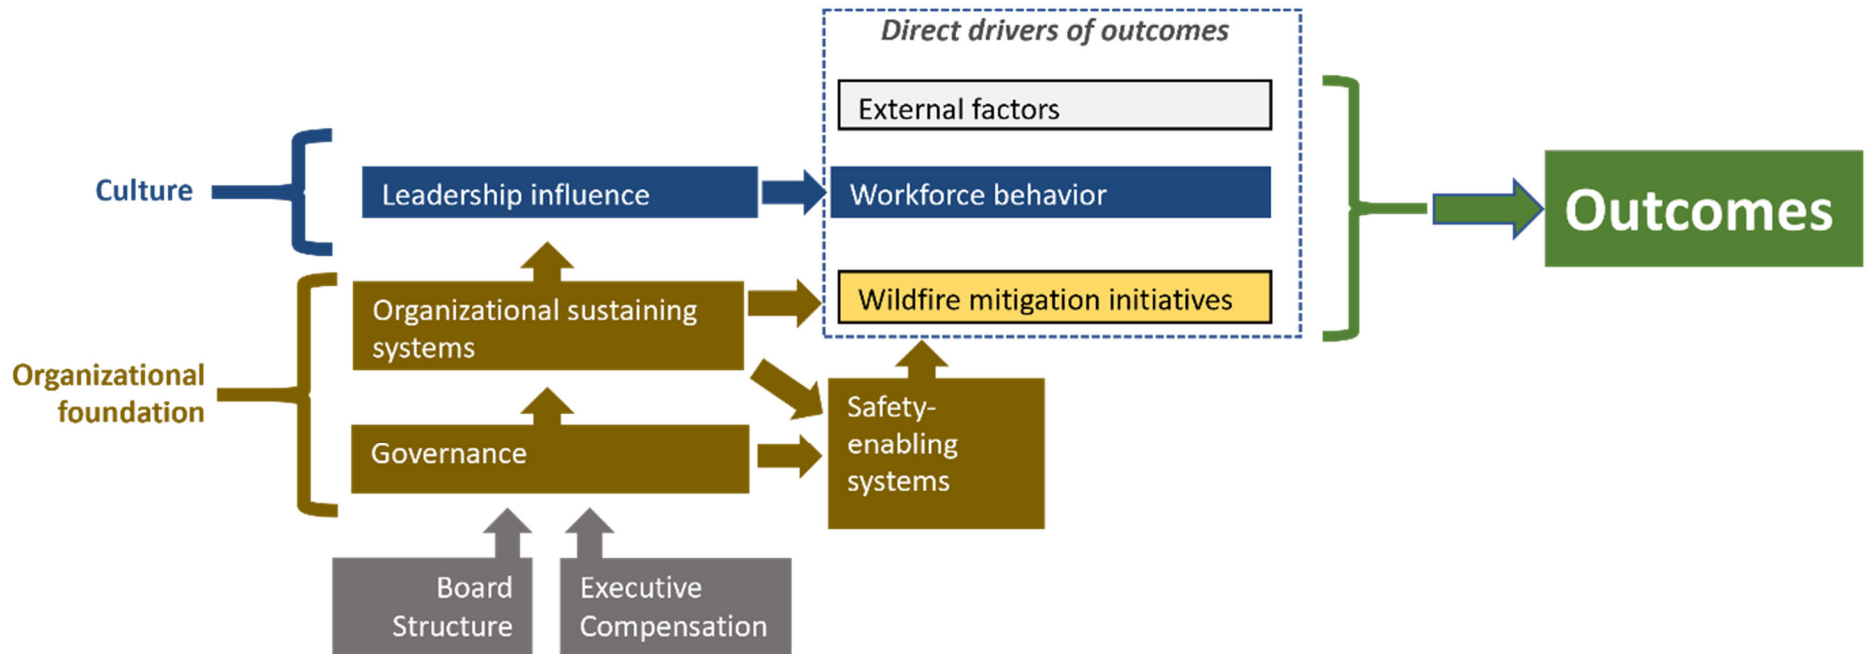 Direct drivers of outcomes
External factors
Culture
Leadership influence
Workforce behavior
Outcomes
Organizational
foundation
Organizational sustaining
systems
Wildfire mitigation initiatives
Governance
Safety-
enabling
systems
Board
Structure
Executive
Compensation